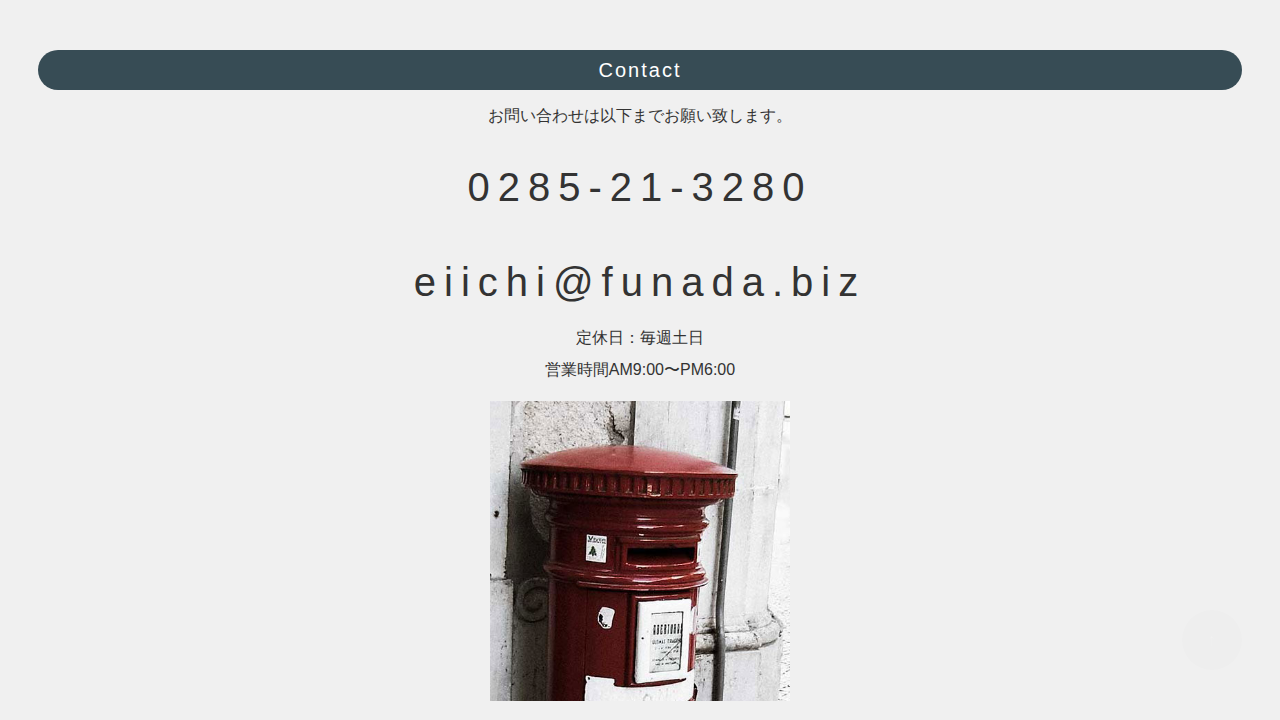 Contact
お問い合わせは以下までお願い致します。
0285-21-3280
eiichi@funada.biz
定休日：毎週土日
営業時間AM9:00〜PM6:00